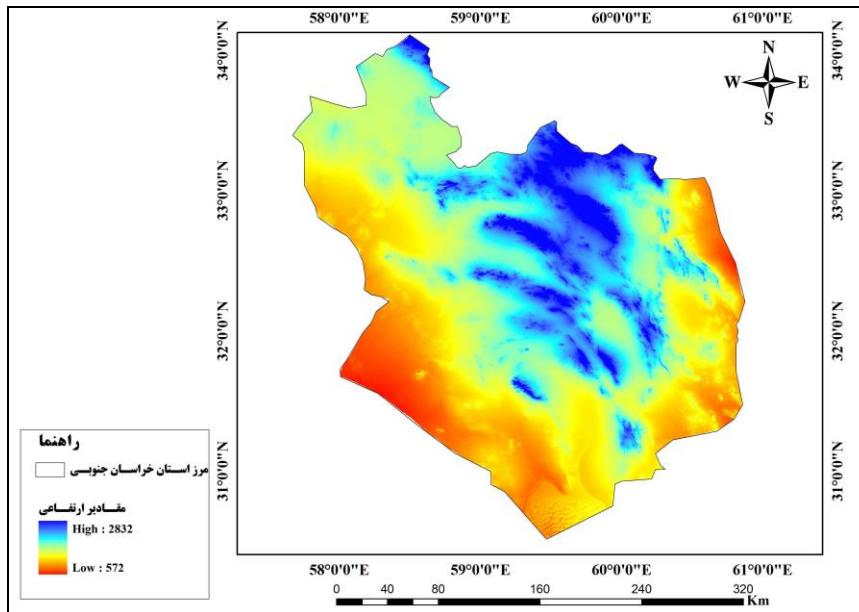 58°0'0"E 59°0'0"E 60°0'0"E 61°0'0"E
34°0'0"N
33°0'0"N
32°0'0"N
31°0'0"N
34°0'0"N
33°0'0"N
32°0'0"N
31°0'0"N
N
W E
S
راهنما
مرز استان خراسان جنوبی
مقادیر ارتفاعی
High : 2832
Low : 572
58°0'0"E 59°0'0"E 60°0'0"E 61°0'0"E
0 20 40 80 160 240 320
Km